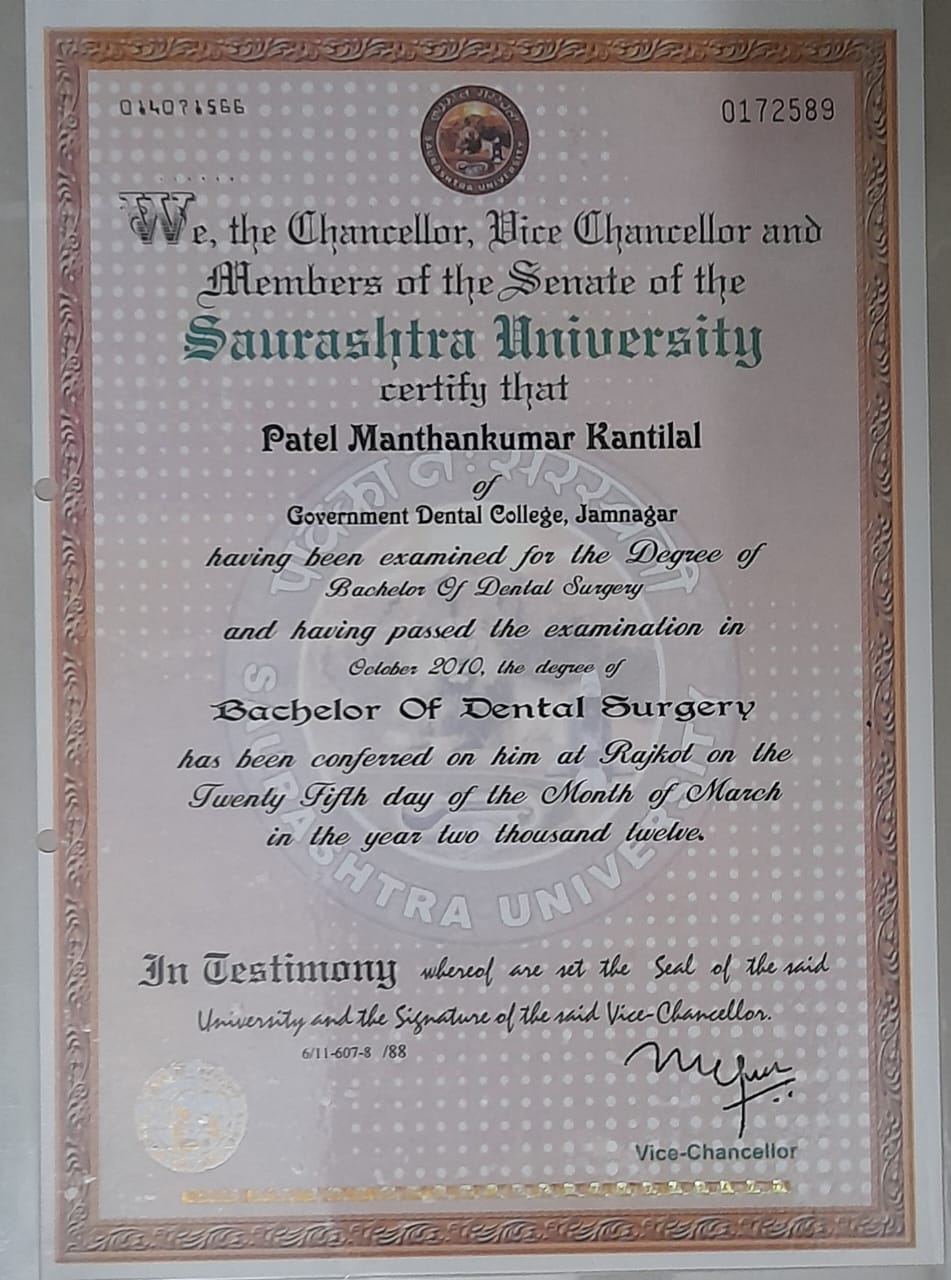 014071566
0172589
SAURASHTRA UNIVERSITY
We, the Chancellor, Vice Chancellor and
Members of the Senate of the
Saurashtra University
certify that
Patel Manthankumar Kantilal
of
Government Dental College, Jamnagar
having been examined for the Degree of
Bachelor Of Dental Surgery
and having passed the examination in
October 2010, the degree of
Bachelor Of Dental Surgery
has been conferred on him at Rajkot on the
Twenty Fifth day of the Month of March
in the year two thousand twelve.
SAURASHTRA UNIVERSITY
In Testimony whereof are set the Seal of the said
University and the Signature of the said Vice-Chancellor.
6/11-607-8 /88
Vice-Chancellor